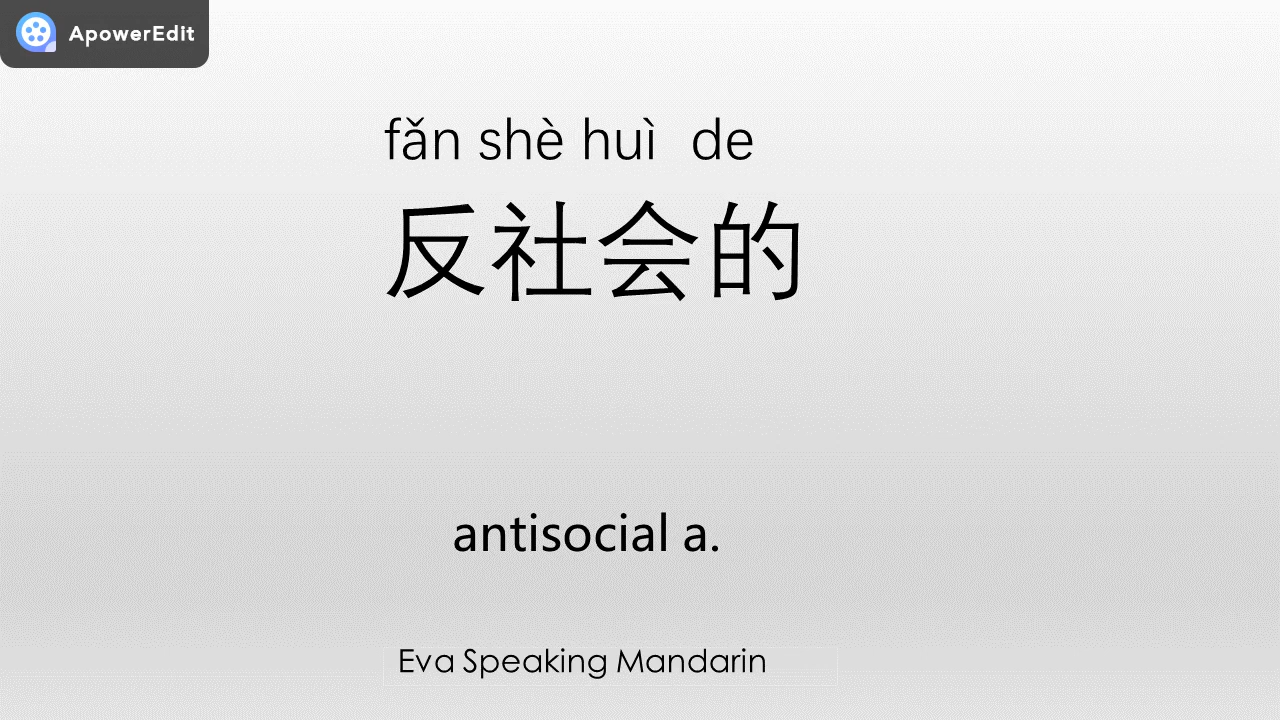 ApowerEdit
fǎn shè huì  de
反社会的
antisocial a.
Eva Speaking Mandarin